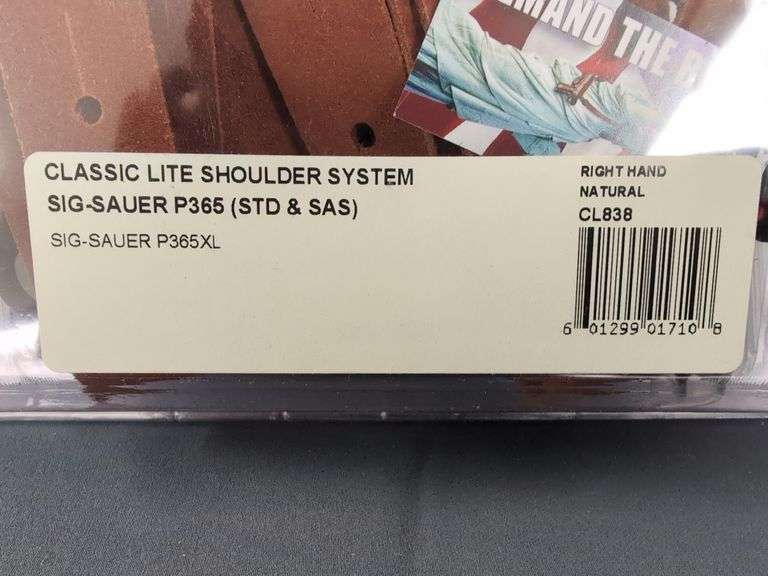 DEMAND THE
CLASSIC LITE SHOULDER SYSTEM
SIG-SAUER P365 (STD & SAS)
SIG-SAUER P365XL
RIGHT HAND
NATURAL
CL838
6 01299 01710 8